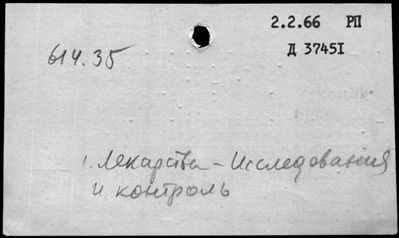 2.2.66 РП
614.35 Д 37451
1. Лекарства - Исследования
и контроль